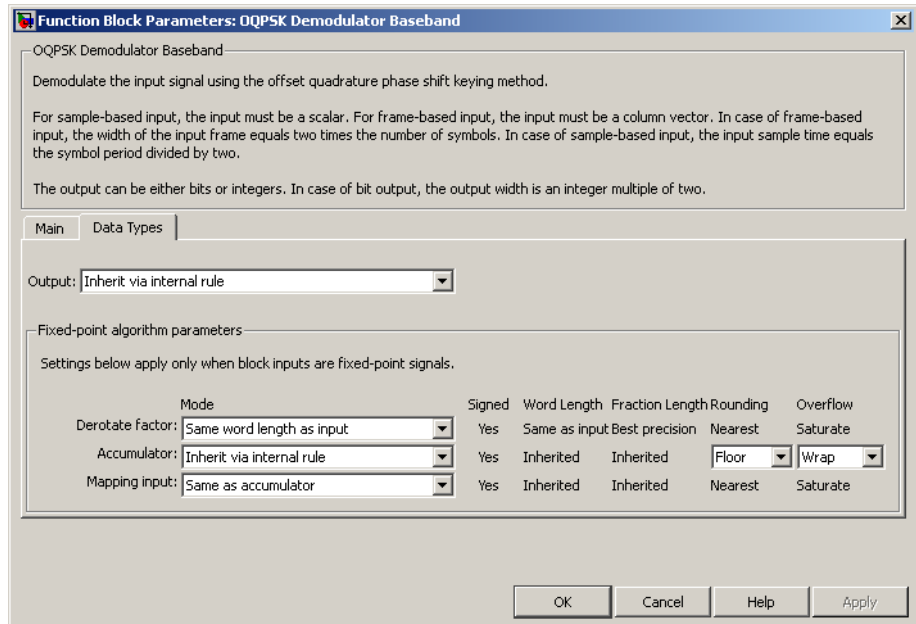 Function Block Parameters: OQPSK Demodulator Baseband
OQPSK Demodulator Baseband
Demodulate the input signal using the offset quadrature phase shift keying method.
For sample-based input, the input must be a scalar. For frame-based input, the input must be a column vector. In case of frame-based
input, the width of the input frame equals two times the number of symbols. In case of sample-based input, the input sample time equals
the symbol period divided by two.
The output can be either bits or integers. In case of bit output, the output width is an integer multiple of two.
Main Data Types
Output: Inherit via internal rule
Fixed-point algorithm parameters
Settings below apply only when block inputs are fixed-point signals.
Mode Signed Word Length Fraction Length Rounding Overflow
Derotate factor: Same word length as input Yes Same as input Best precision Nearest Saturate
Accumulator: Inherit via internal rule Yes Inherited Inherited Floor Wrap
Mapping input: Same as accumulator Yes Inherited Inherited Nearest Saturate
OK Cancel Help Apply